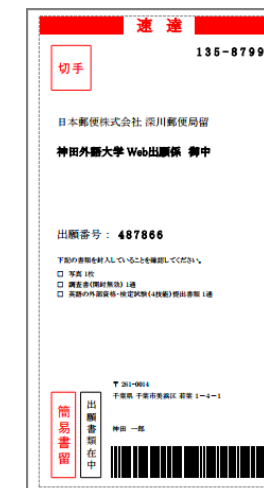 速達
135-8799
切手
日本郵便株式会社 深川郵便局留
神田外語大学 Web出願係 御中
出願番号: 487866
下記の書類を封入していることを確認してください。
□ 写真 1枚
□ 調査書(開封無効) 1通
□ 英語の外部資格・検定試験(4技能)提出書類 1通
〒 261-0014
千葉県 千葉市美浜区 若葉 1-4-1
神田 一郎
簡易書留
出願書類在中